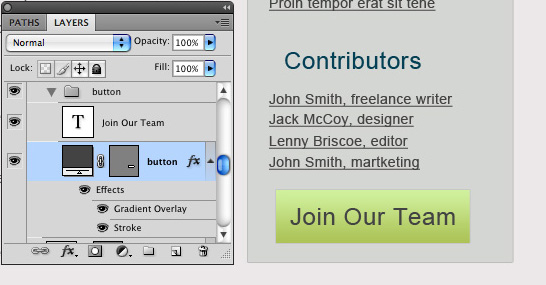 PATHS
LAYERS
Normal
Opacity: 100%
Lock:
Fill: 100%
button
T
Join Our Team
button fx
Effects
Gradient Overlay
Stroke
fx.
Proin tempor erat sit tene
Contributors
John Smith, freelance writer
Jack McCoy, designer
Lenny Briscoe, editor
John Smith, martketing
Join Our Team